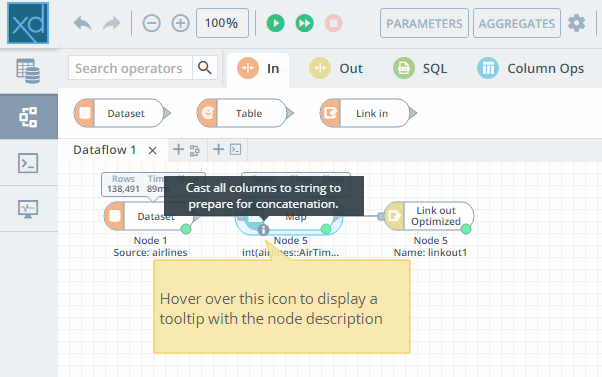 xd
100%
PARAMETERS
AGGREGATES
Search operators
In
Out
SQL
Column Ops
Dataset
Table
Link in
Dataflow 1
Rows
138,491
89ms
Cast all columns to string to
prepare for concatenation.
Dataset
Map
Link out
Optimized
Node 1
Source: airlines
Node 5
int(airlines::AirTim...
Node 5
Name: linkout1
Hover over this icon to display a
tooltip with the node description